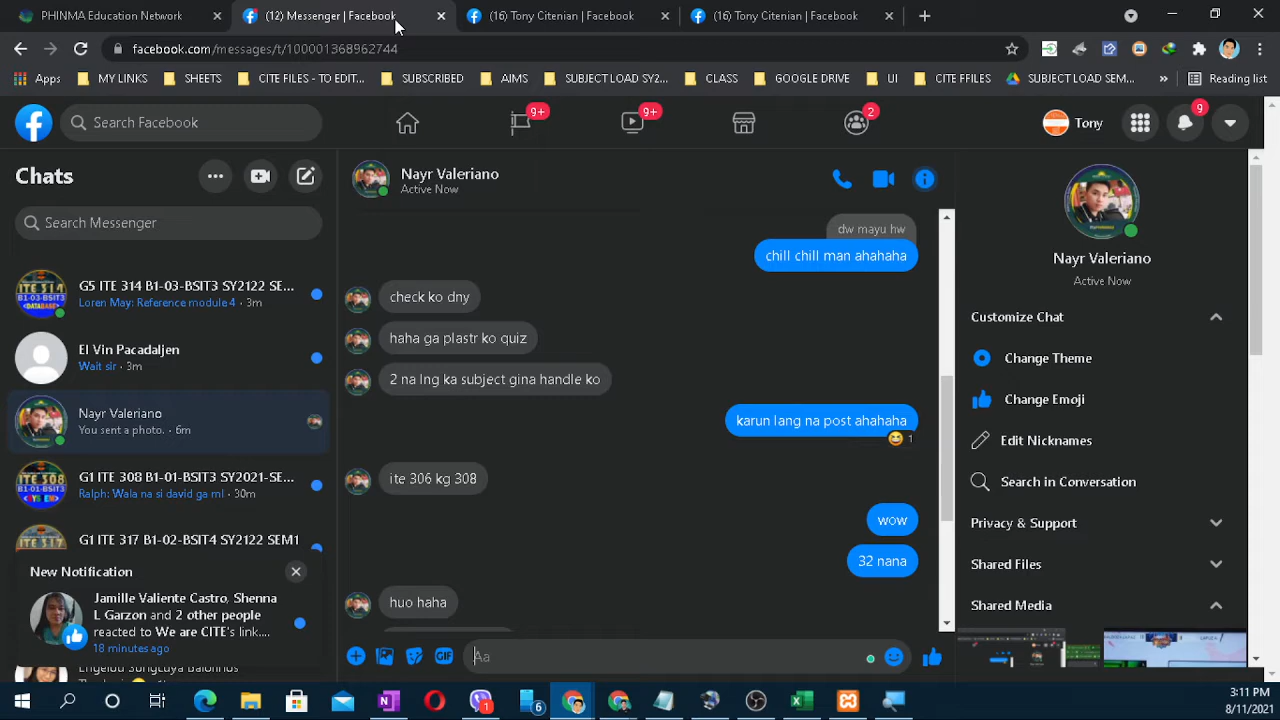 PHINMA Education Network
(12) Messenger | Facebook
(16) Tony Citenian | Facebook
(16) Tony Citenian | Facebook
facebook.com/messages/t/100001368962744
Apps
MY LINKS
SHEETS
CITE FILES - TO EDIT...
SUBSCRIBED
AIMS
SUBJECT LOAD SY2...
CLASS
GOOGLE DRIVE
UI
CITE FFILES
SUBJECT LOAD SEM...
»
Reading list
Search Facebook
9+
9+
2
Tony
9
Chats
Search Messenger
G5 ITE 314 B1-03-BSIT3 SY2122 SE...
Loren May: Reference module 4 · 3m
El Vin Pacadaljen
Wait sir · 3m
Nayr Valeriano
You sent a photo. · 6m
G1 ITE 308 B1-01-BSIT3 SY2021-SE...
Ralph: Wala na si david ga ml · 30m
G1 ITE 317 B1-02-BSIT4 SY2122 SEM1
New Notification
Jamille Valiente Castro, Shenna
L Garzon and 2 other people
reacted to We are CITE's link....
18 minutes ago
Nayr Valeriano
Active Now
dw mayu hw
chill chill man ahahaha
check ko dny
haha ga plastr ko quiz
2 na lng ka subject gina handle ko
karun lang na post ahahaha
1
ite 306 kg 308
wow
32 nana
huo haha
GIF
Aa
Nayr Valeriano
Active Now
Customize Chat
Change Theme
Change Emoji
Edit Nicknames
Search in Conversation
Privacy & Support
Shared Files
Shared Media
1
6
3:11 PM
8/11/2021